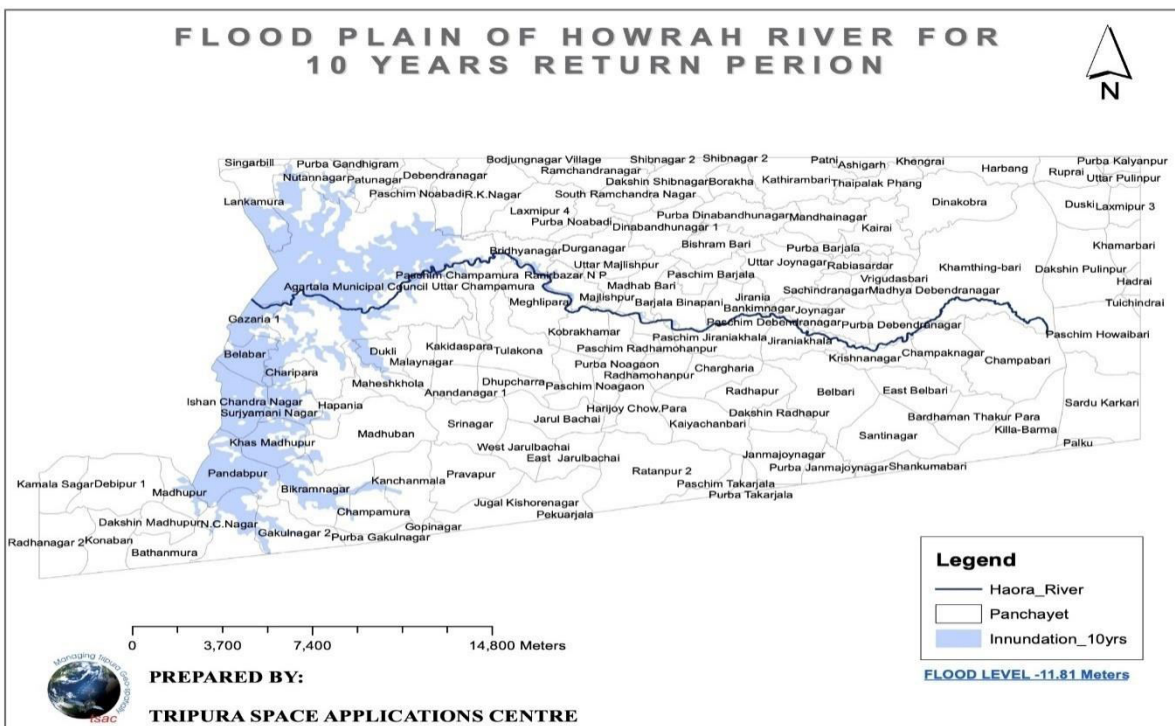 FLOOD PLAIN OF HOWRAH RIVER FOR
10 YEARS RETURN PERION
N
Singarbill
Purba Gandhigram
Bodjungnagar Village
Shibnagar 2
Shibnagar 2
Patni
Ashigarh
Khengrai
Harbang
Purba Kalyanpur
Nutannagar
Patunagar
Debendranagar
Ramchandranagar
Dakshin Shibnagar
Borakha
Kathirambari
Thaipalak Phang
Ruprai
Uttar Pulinpur
Lankamura
Paschim Noabadi
R.K.Nagar
South Ramchandra Nagar
Dinakobra
Duski
Laxmipur 3
Laxmipur 4
Purba Noabadi
Purba Dinabandhunagar
Mandhainagar
Dinabandhunagar 1
Kairai
Bridhyanagar
Durganagar
Bishram Bari
Purba Barjala
Khamarbari
Uttar Majlishpur
Uttar Joynagar
Rabiasardar
Khamthing-bari
Dakshin Pulinpur
Paschim Champamura
Ranirbazar N P
Paschim Barjala
Vrigudasbari
Hadrai
Agartala Municipal Council
Uttar Champamura
Madhab Bari
Sachindranagar
Madhya Debendranagar
Meghlipara
Majlishpur
Barjala Binapani
Jirania
Tuichindrai
Bankimnagar
Joynagar
Gazaria 1
Paschim Debendranagar
Purba Debendranagar
Kobrakhamar
Paschim Jiraniakhala
Jiraniakhala
Paschim Howaibari
Belabar
Dukli
Kakidaspara
Tulakona
Paschim Radhamohanpur
Krishnanagar
Champaknagar
Champabari
Charipara
Malaynagar
Purba Noagaon
Chargharia
Radhamohanpur
Maheshkhola
Dhupcharra
Paschim Noagaon
Anandanagar 1
Radhapur
Belbari
East Belbari
Ishan Chandra Nagar
Hapania
Sardu Karkari
Surjyamani Nagar
Harijoy Chow.Para
Dakshin Radhapur
Bardhaman Thakur Para
Srinagar
Jarul Bachai
Kaiyachanbari
Killa-Barma
Khas Madhupur
Madhuban
Santinagar
Palku
West Jarulbachai
East Jarulbachai
Janmajoynagar
Pandabpur
Pravapur
Ratanpur 2
Purba Janmajoynagar
Shankumabari
Kamala Sagar
Debipur 1
Madhupur
Bikramnagar
Kanchanmala
Paschim Takarjala
Jugal Kishorenagar
Purba Takarjala
Champamura
Pekuarjala
Dakshin Madhupur
N.C.Nagar
Gopinagar
Radhanagar 2
Konaban
Gakulnagar 2
Purba Gakulnagar
Bathanmura
Legend
Haora_River
Panchayet
Innundation_10yrs
FLOOD LEVEL -11.81 Meters
0 3,700 7,400 14,800 Meters
Managing Tripura Geo-spatially
tsac
PREPARED BY:
TRIPURA SPACE APPLICATIONS CENTRE